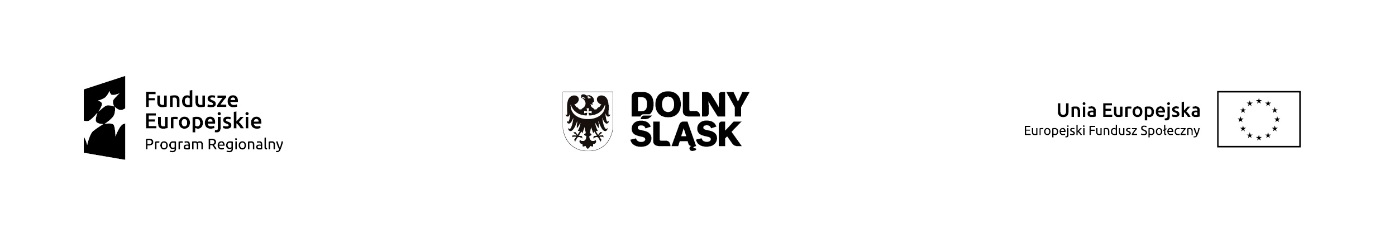 Fundusze
Europejskie
Program Regionalny
DOLNY
ŚLĄSK
Unia Europejska
Europejski Fundusz Społeczny